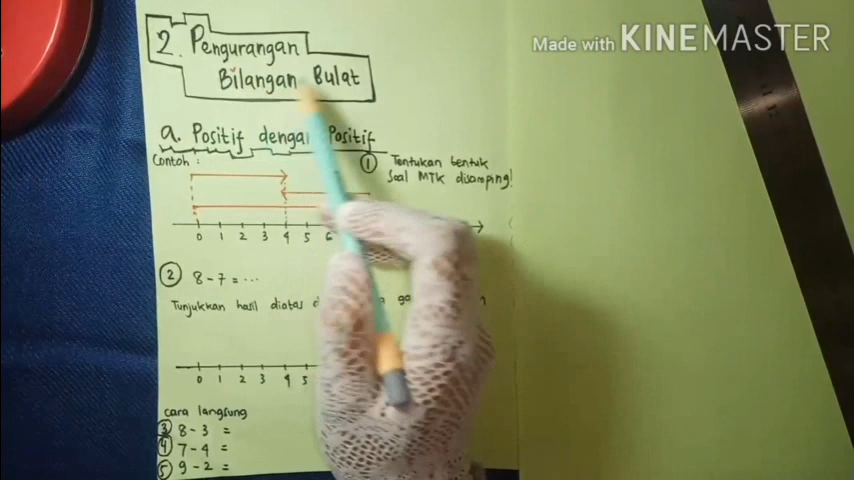 Made with KINEMASTER
2. Pengurangan
Bilangan Bulat
a. Positif dengan Positif
Contoh :
1 Tentukan bentuk
Soal MTK disamping!
0 1 2 3 4 5 6
2 8 - 7 = ...
Tunjukkan hasil diatas
0 1 2 3 4 5
cara langsung
3 8 - 3 =
4 7 - 4 =
5 9 - 2 =